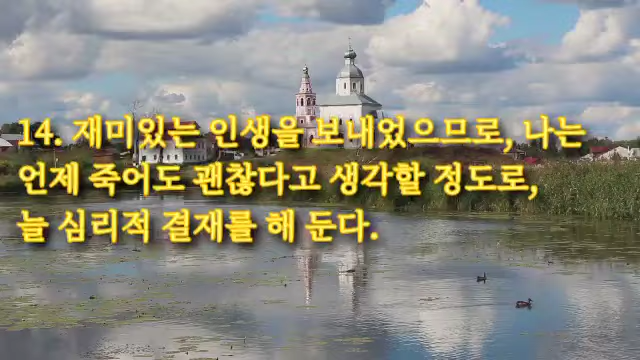 14. 재미있는 인생을 보내었으므로, 나는
언제 죽어도 괜찮다고 생각할 정도로,
늘 심리적 결재를 해 둔다.